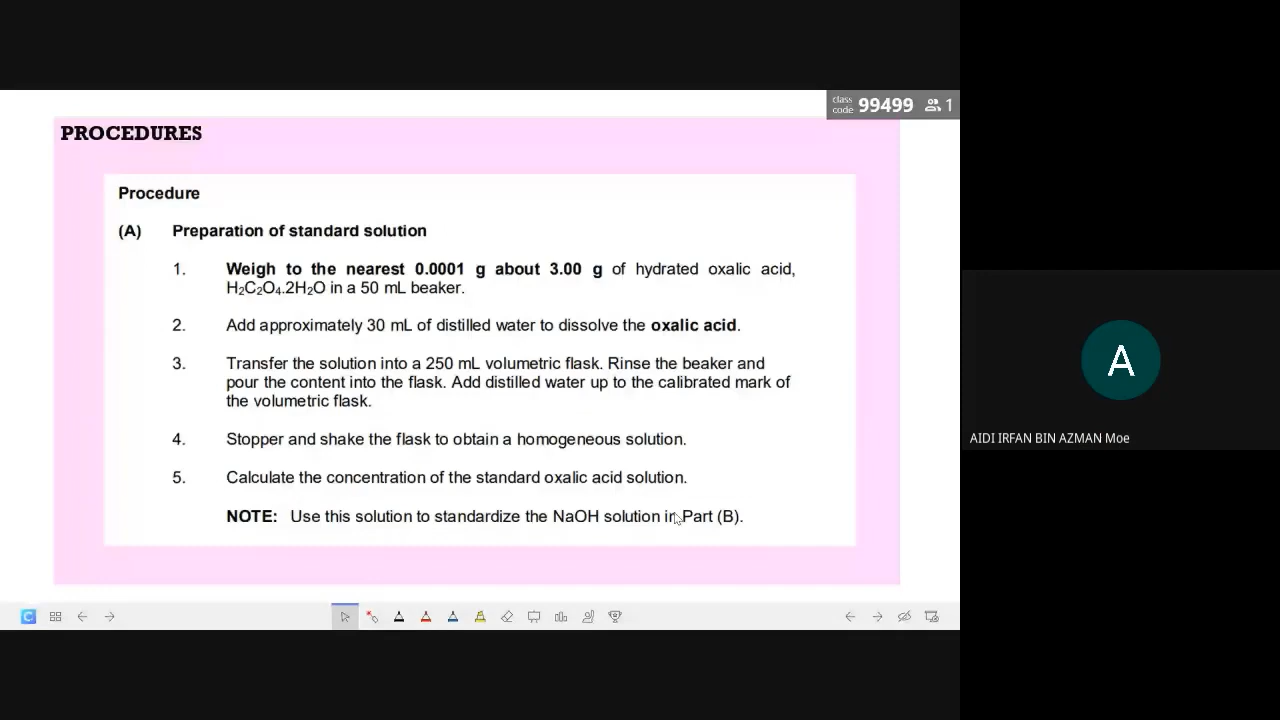 class code 99499 1
PROCEDURES
Procedure
(A) Preparation of standard solution
1. Weigh to the nearest 0.0001 g about 3.00 g of hydrated oxalic acid,
H₂C₂O₄.2H₂O in a 50 mL beaker.
2. Add approximately 30 mL of distilled water to dissolve the oxalic acid.
3. Transfer the solution into a 250 mL volumetric flask. Rinse the beaker and
pour the content into the flask. Add distilled water up to the calibrated mark of
the volumetric flask.
4. Stopper and shake the flask to obtain a homogeneous solution.
5. Calculate the concentration of the standard oxalic acid solution.
NOTE: Use this solution to standardize the NaOH solution in Part (B).
A
AIDI IRFAN BIN AZMAN Moe
C